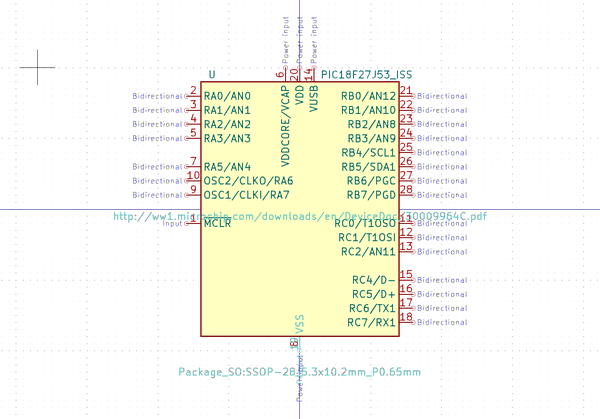 Power input
Power input
Power input
U
PIC18F27J53_ISS
6
20
14
VDDCORE/VCAP
VDD
VUSB
Bidirectional 2 RA0/AN0
RB0/AN12 21 Bidirectional
Bidirectional 3 RA1/AN1
RB1/AN10 22 Bidirectional
Bidirectional 4 RA2/AN2
RB2/AN8 23 Bidirectional
Bidirectional 5 RA3/AN3
RB3/AN9 24 Bidirectional
RB4/SCL1 25 Bidirectional
Bidirectional 7 RA5/AN4
RB5/SDA1 26 Bidirectional
Bidirectional 10 OSC2/CLKO/RA6
RB6/PGC 27 Bidirectional
Bidirectional 9 OSC1/CLKI/RA7
RB7/PGD 28 Bidirectional
http://ww1.microchip.com/downloads/en/DeviceDoc/30009964C.pdf
Input 1 MCLR
RC0/T1OSO 11 Bidirectional
RC1/T1OSI 12 Bidirectional
RC2/AN11 13 Bidirectional
RC4/D- 15 Bidirectional
RC5/D+ 16 Bidirectional
RC6/TX1 17 Bidirectional
RC7/RX1 18 Bidirectional
VSS
Power input
Package_SO:SSOP-28_5.3x10.2mm_P0.65mm